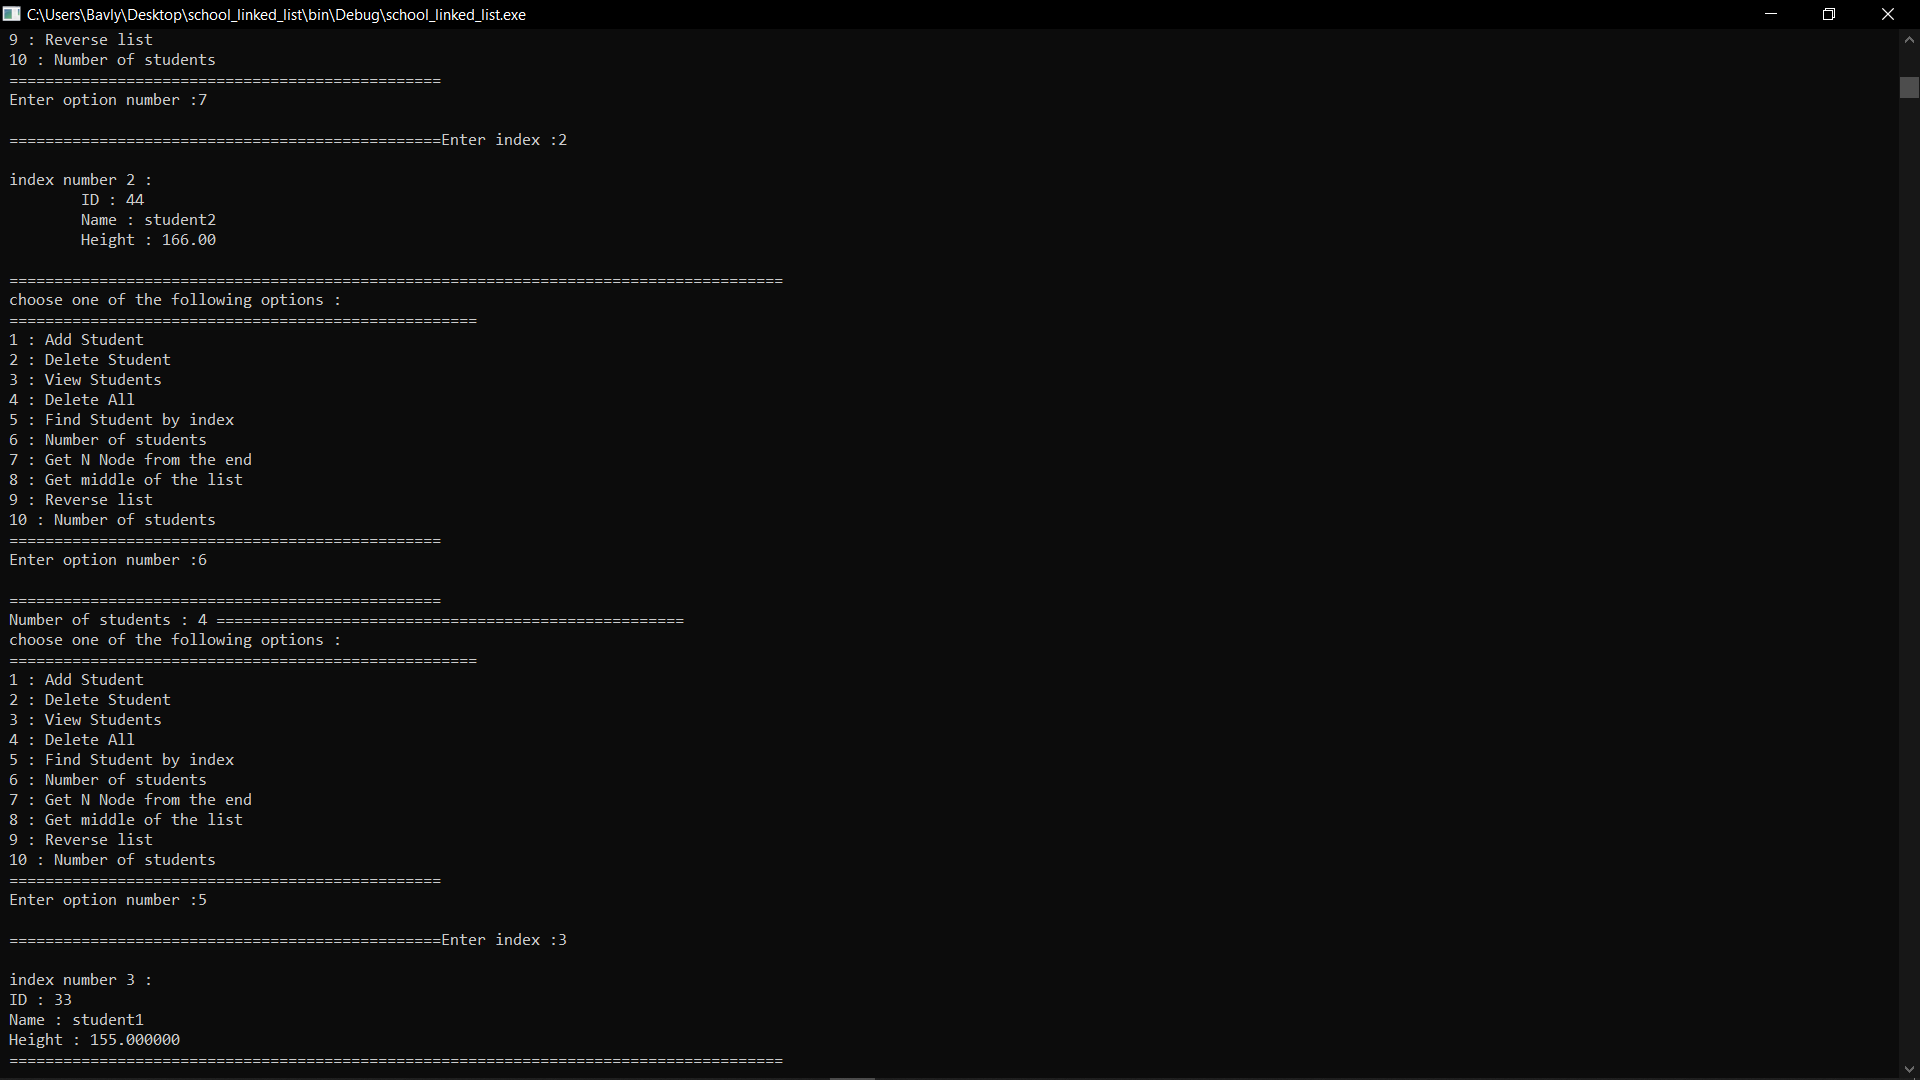 C:\Users\Bavly\Desktop\school_linked_list\bin\Debug\school_linked_list.exe
9 : Reverse list
10 : Number of students
================================================
Enter option number :7
================================================Enter index :2
index number 2 :
ID : 44
Name : student2
Height : 166.00
======================================================================================
choose one of the following options :
====================================================
1 : Add Student
2 : Delete Student
3 : View Students
4 : Delete All
5 : Find Student by index
6 : Number of students
7 : Get N Node from the end
8 : Get middle of the list
9 : Reverse list
10 : Number of students
================================================
Enter option number :6
================================================
Number of students : 4 ====================================================
choose one of the following options :
====================================================
1 : Add Student
2 : Delete Student
3 : View Students
4 : Delete All
5 : Find Student by index
6 : Number of students
7 : Get N Node from the end
8 : Get middle of the list
9 : Reverse list
10 : Number of students
================================================
Enter option number :5
================================================Enter index :3
index number 3 :
ID : 33
Name : student1
Height : 155.000000
======================================================================================